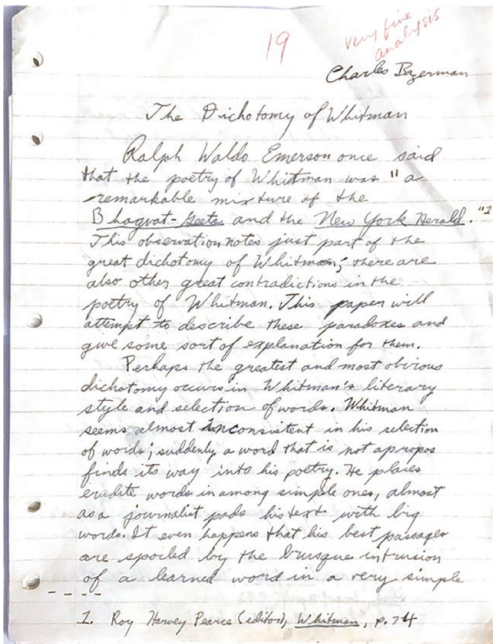 19
very fine
analysis
Charles Bazerman
The Dichotomy of Whitman
Ralph Waldo Emerson once said
that the poetry of Whitman was "a
remarkable mixture of the
Bhagvat-Geeta and the New York Herald."1
This observation notes just part of the
great dichotomy of Whitman; there are
also other great contradictions in the
poetry of Whitman. This paper will
attempt to describe these paradoxes and
give some sort of explanation for them.
Perhaps the greatest and most obvious
dichotomy occurs in Whitman's literary
style and selection of words. Whitman
seems almost inconsistent in his selection
of words; suddenly a word that is not apropos
finds its way into his poetry. He places
erudite words in among simple ones, almost
as a journalist pads his text with big
words. It even happens that his best passages
are spoiled by the brusque intrusion
of a learned word in a very simple
1. Roy Harvey Pearce (editor), Whitman, p. 74